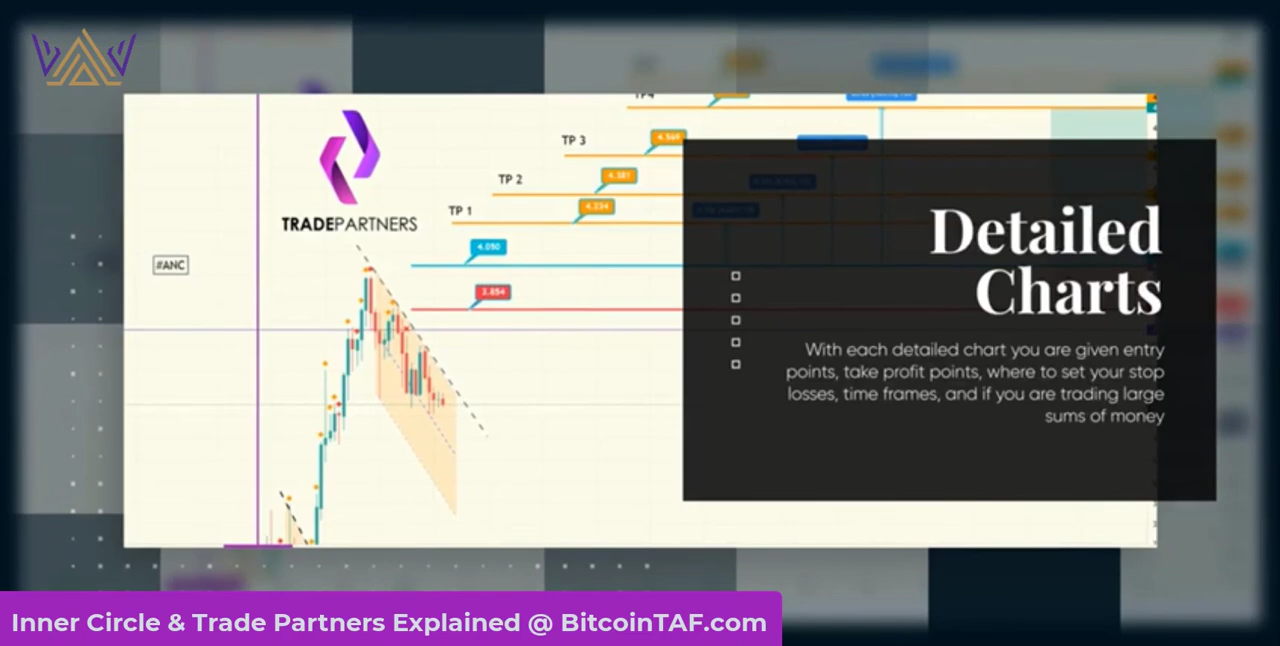 TP 3
4.569
TP 2
4.381
TP 1
4.234
TRADEPARTNERS
4.050
#ANC
3.854
Detailed
Charts
With each detailed chart you are given entry
points, take profit points, where to set your stop
losses, time frames, and if you are trading large
sums of money
Inner Circle & Trade Partners Explained @ BitcoinTAF.com